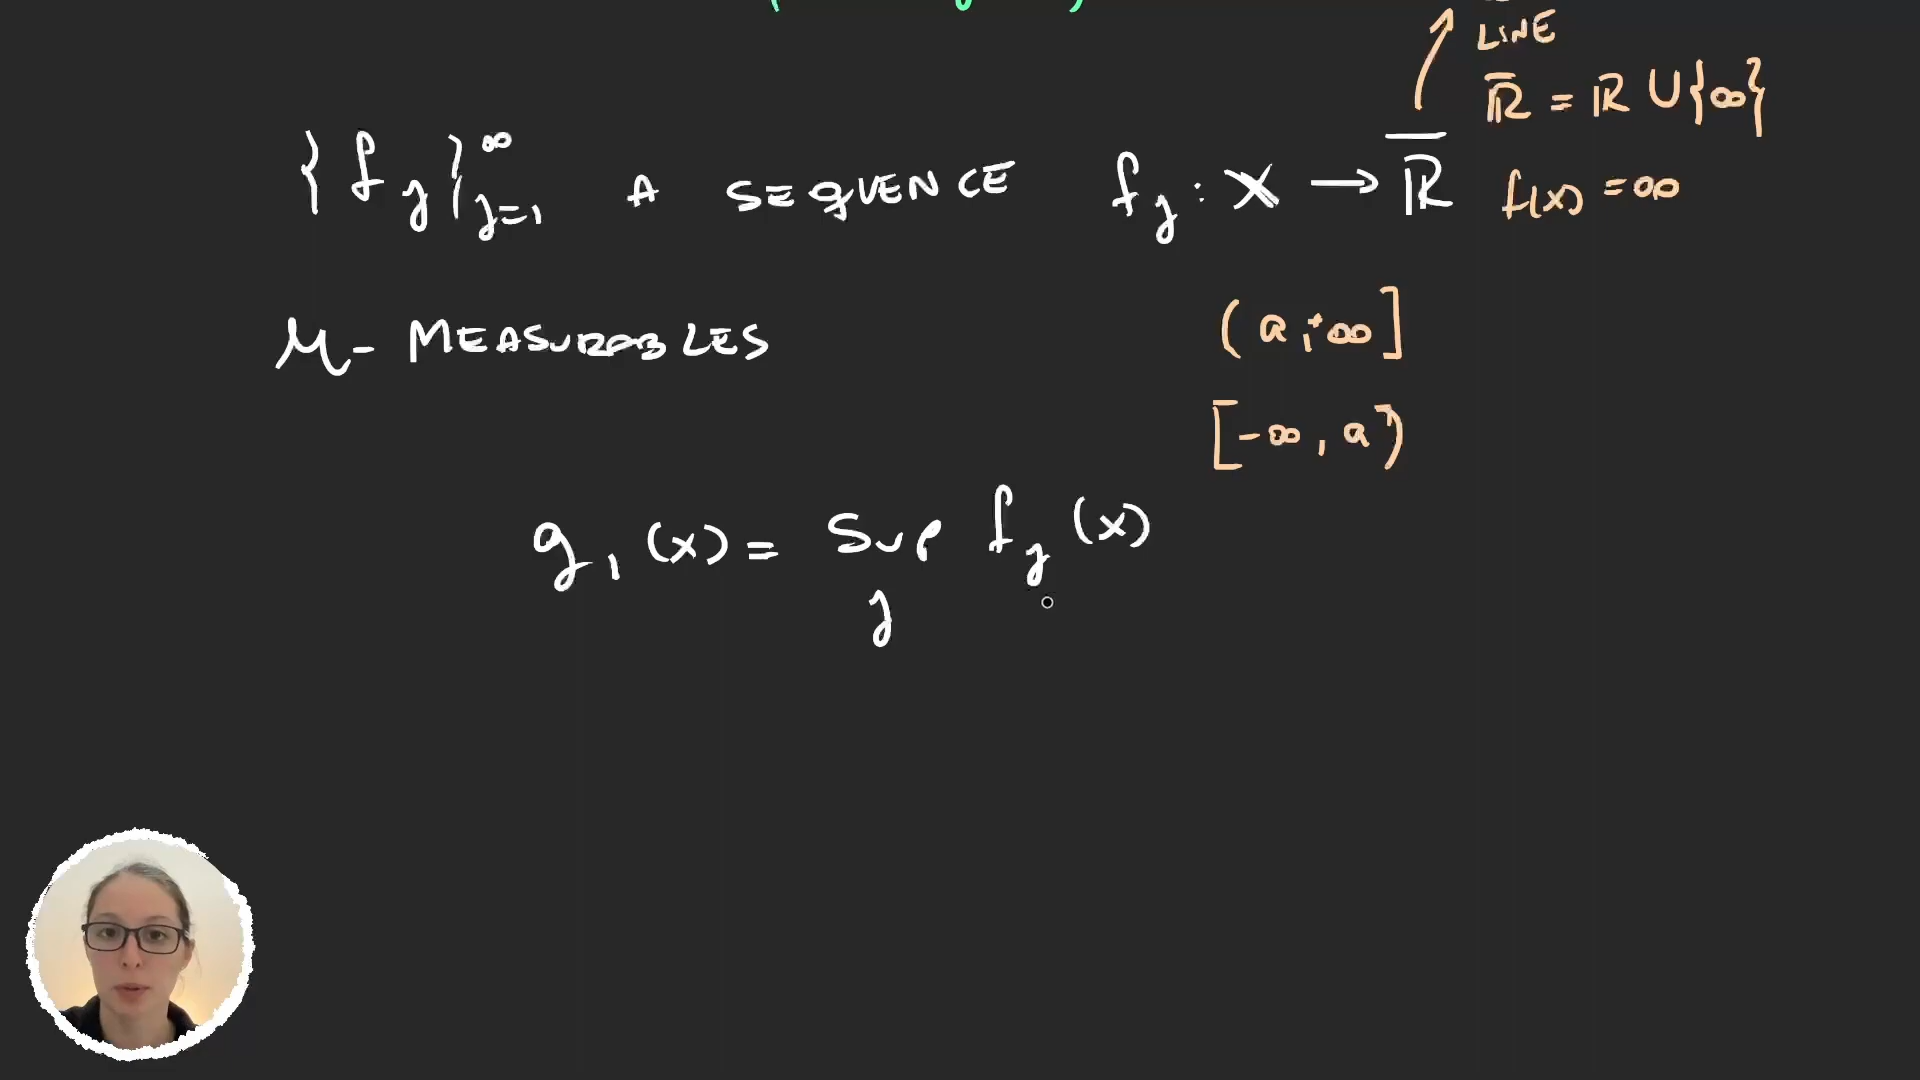 LINE
R̅ = ℝ ∪ {∞}
{f_j}_{j=1}^∞ A SEQUENCE f_j : X → R̅ f(x) = ∞
(a, +∞]
M - MEASURABLES
[-∞, a)
g_1(x) = SUP_j f_j(x)